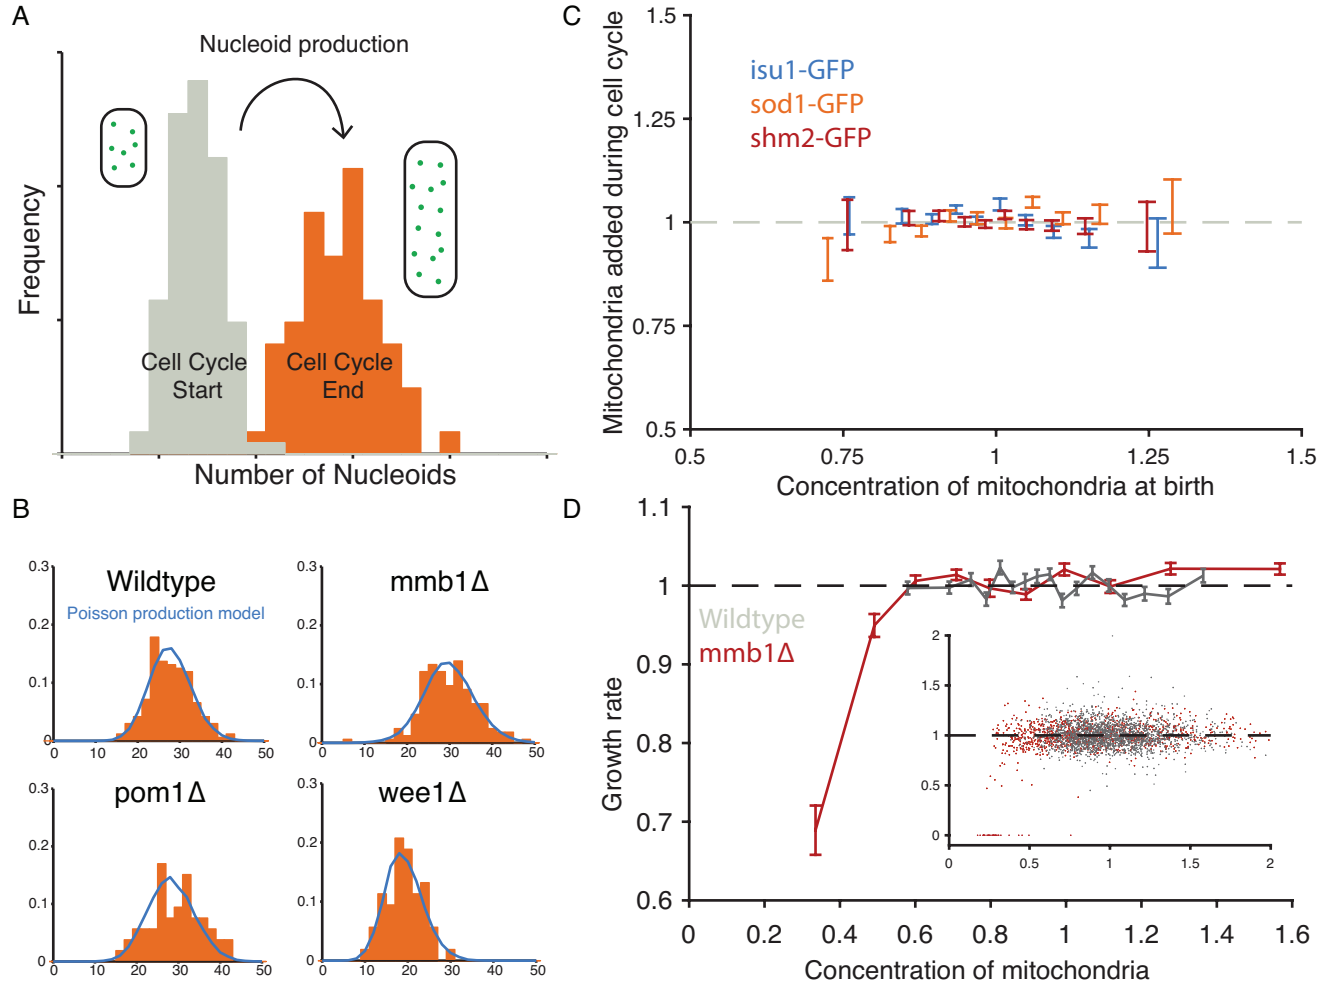 A
Nucleoid production
Frequency
Cell Cycle
Start
Cell Cycle
End
Number of Nucleoids
B
0.3
0.2
0.1
0
Wildtype
Poisson production model
0 10 20 30 40 50
0.3
0.2
0.1
0
mmb1Δ
0 10 20 30 40 50
0.3
0.2
0.1
0
pom1Δ
0 10 20 30 40 50
0.3
0.2
0.1
0
wee1Δ
0 10 20 30 40 50
C
Mitochondria added during cell cycle
1.5
1.25
1
0.75
0.5
isu1-GFP
sod1-GFP
shm2-GFP
0.5 0.75 1 1.25 1.5
Concentration of mitochondria at birth
D
Growth rate
1.1
1
0.9
0.8
0.7
0.6
Wildtype
mmb1Δ
2
1.5
1
0.5
0
0 0.5 1 1.5 2
0 0.2 0.4 0.6 0.8 1 1.2 1.4 1.6
Concentration of mitochondria